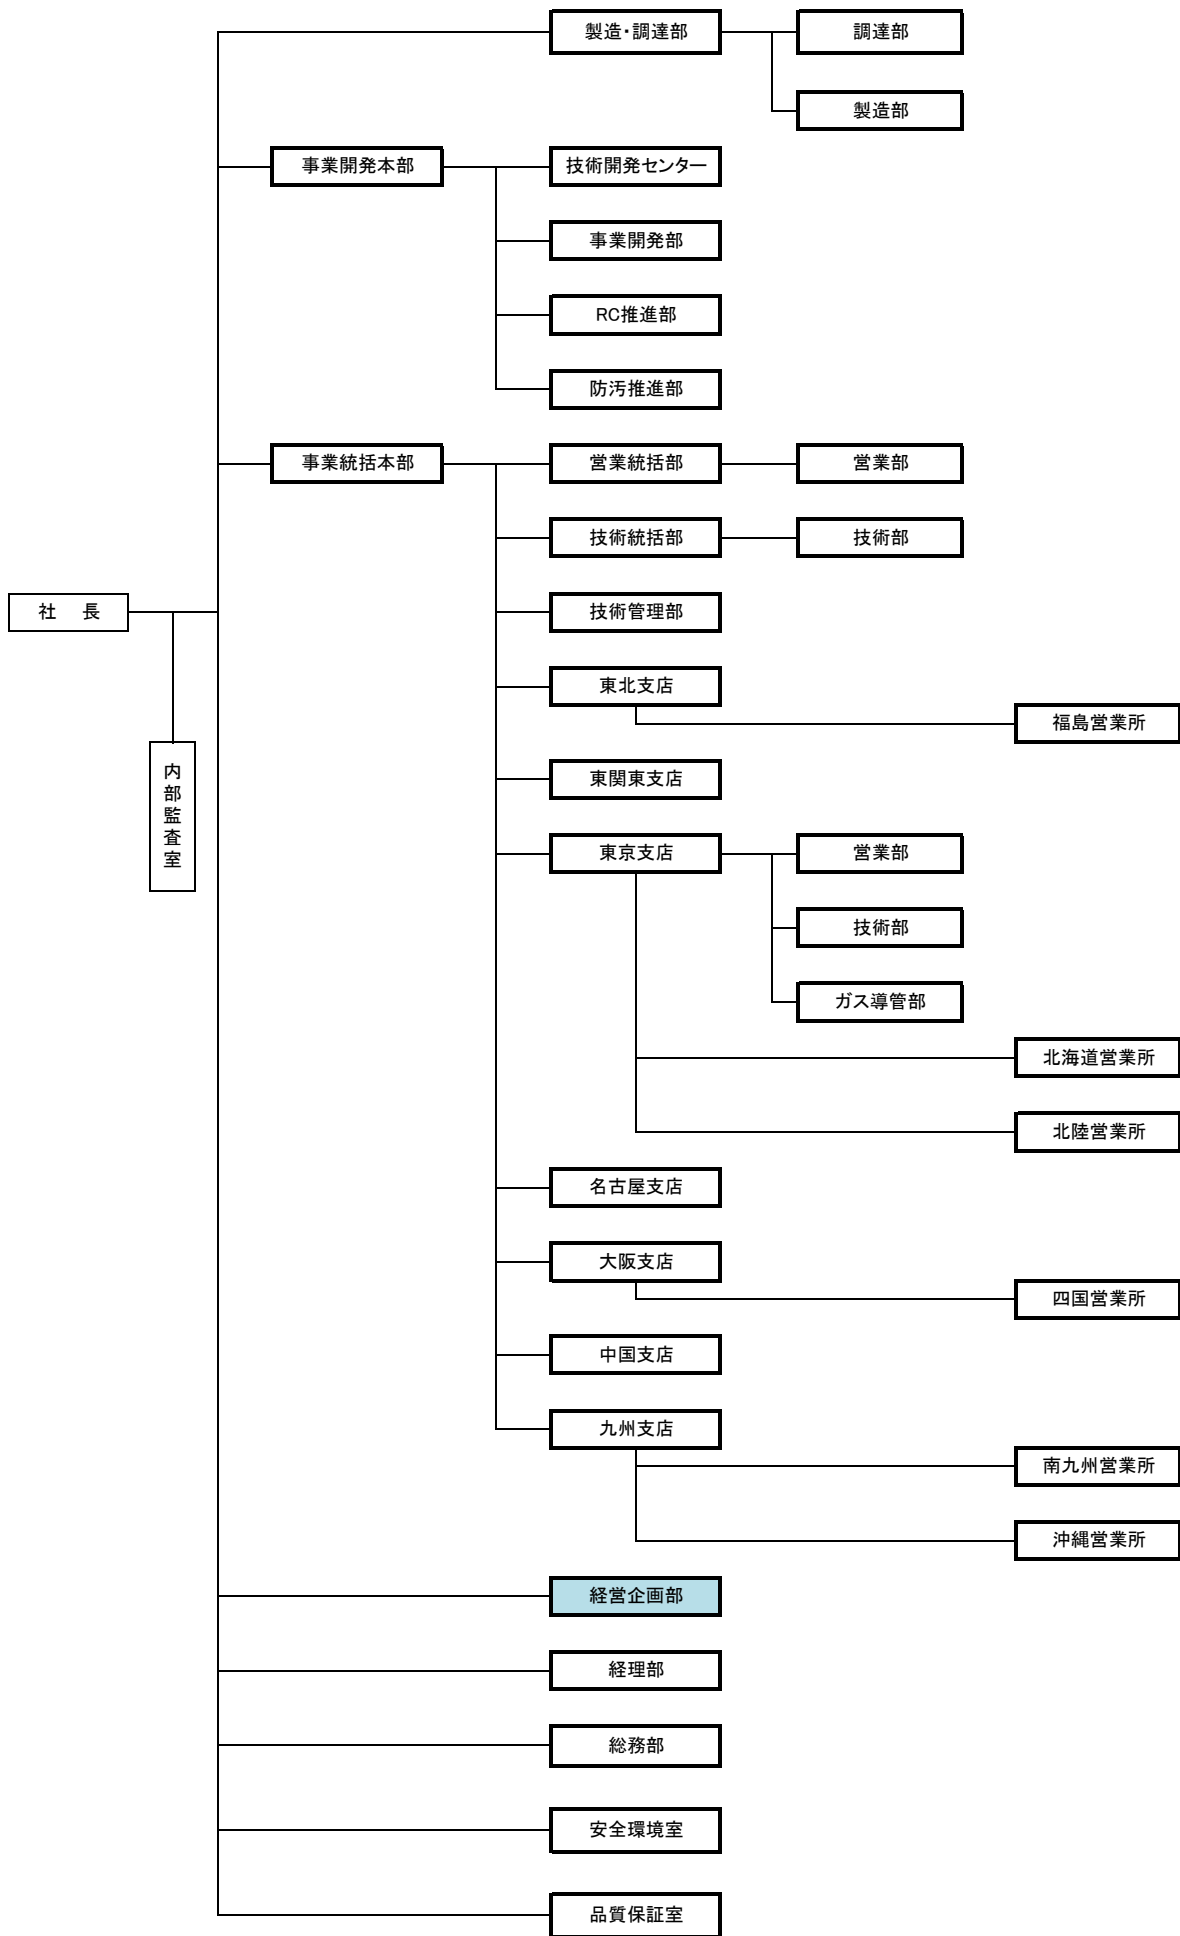 製造・調達部
調達部
製造部
事業開発本部
技術開発センター
事業開発部
RC推進部
防汚推進部
事業統括本部
営業統括部
営業部
技術統括部
技術部
社　長
技術管理部
東北支店
福島営業所
内部監査室
東関東支店
東京支店
営業部
技術部
ガス導管部
北海道営業所
北陸営業所
名古屋支店
大阪支店
四国営業所
中国支店
九州支店
南九州営業所
沖縄営業所
経営企画部
経理部
総務部
安全環境室
品質保証室